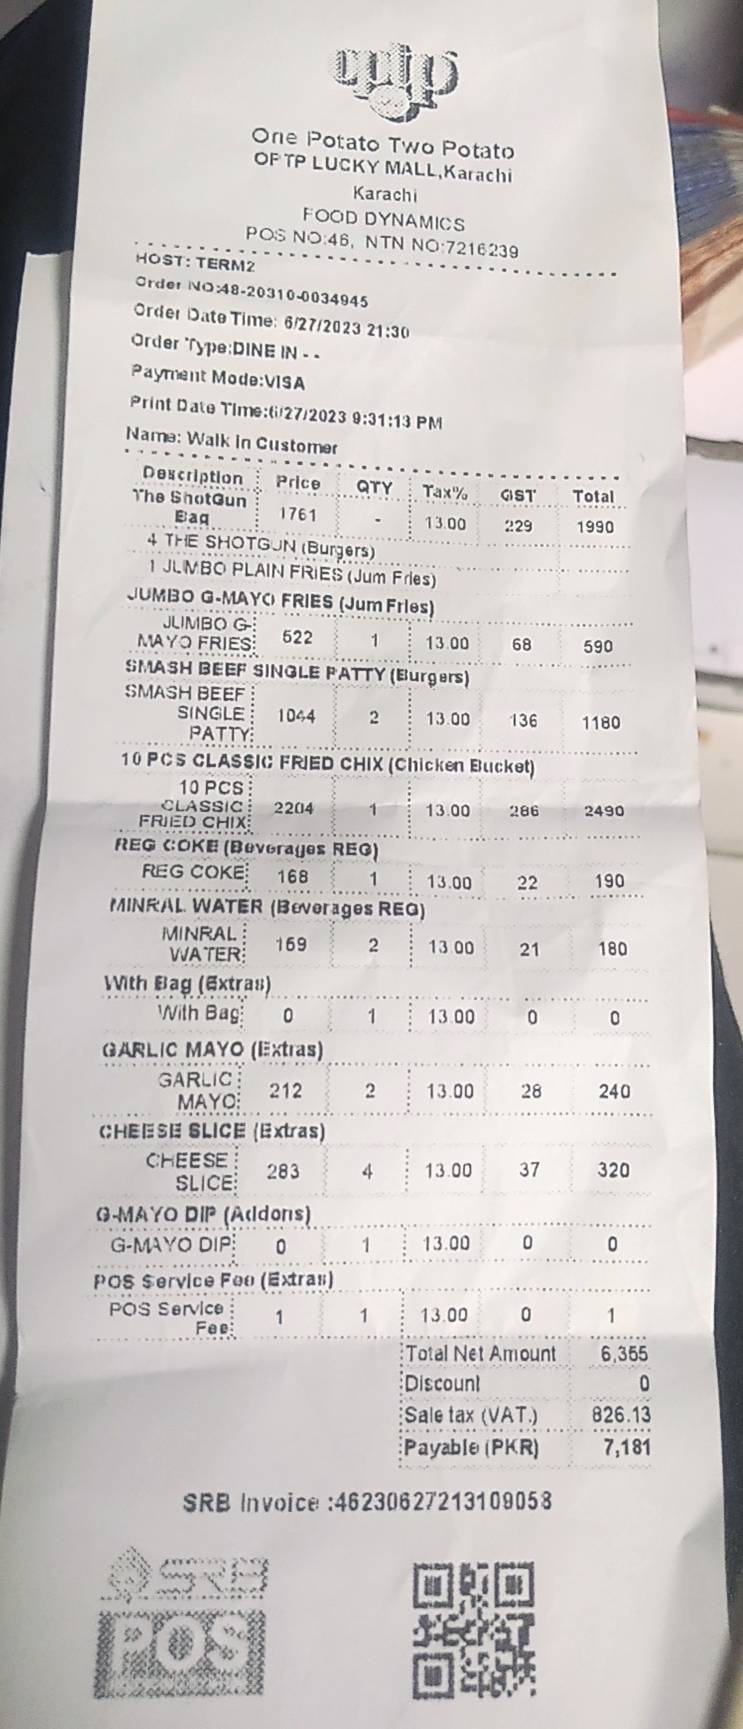 optp
One Potato Two Potato
OPTP LUCKY MALL,Karachi
Karachi
FOOD DYNAMICS
POS NO:46, NTN NO:7216239
HOST: TERM2
Order NO:48-20310-0034945
Order Date Time: 6/27/2023 21:30
Order Type:DINE IN - -
Payment Mode:VISA
Print Date Time:6/27/2023 9:31:13 PM
Name: Walk In Customer
Description Price QTY Tax% GST Total
The ShotGun
Bag 1761 - 13.00 229 1990
4 THE SHOTGUN (Burgers)
1 JUMBO PLAIN FRIES (Jum Fries)
JUMBO G-MAYO FRIES (Jum Fries)
JUMBO G-
MAYO FRIES 522 1 13.00 68 590
SMASH BEEF SINGLE PATTY (Burgers)
SMASH BEEF
SINGLE 1044 2 13.00 136 1180
PATTY
10 PCS CLASSIC FRIED CHIX (Chicken Bucket)
10 PCS
CLASSIC 2204 1 13.00 286 2490
FRIED CHIX
REG COKE (Beverages REG)
REG COKE 168 1 13.00 22 190
MINRAL WATER (Beverages REG)
MINRAL
WATER 159 2 13.00 21 180
With Bag (Extras)
With Bag 0 1 13.00 0 0
GARLIC MAYO (Extras)
GARLIC
MAYO 212 2 13.00 28 240
CHEESE SLICE (Extras)
CHEESE
SLICE 283 4 13.00 37 320
G-MAYO DIP (Addons)
G-MAYO DIP 0 1 13.00 0 0
POS Service Fee (Extras)
POS Service
Fee 1 1 13.00 0 1
Total Net Amount 6,355
Discount 0
Sale tax (VAT.) 826.13
Payable (PKR) 7,181
SRB Invoice :46230627213109058
SRB
POS